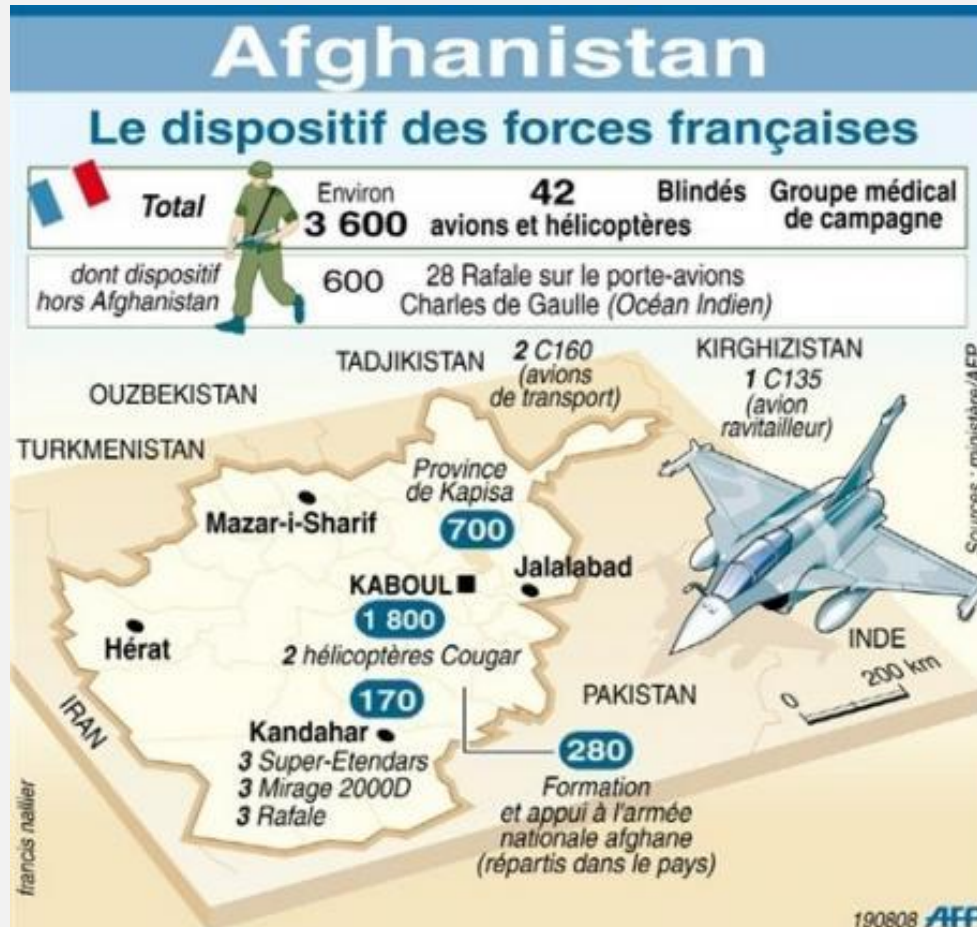 Afghanistan
Le dispositif des forces françaises
Total
Environ
3 600
42
avions et hélicoptères
Blindés
Groupe médical
de campagne
dont dispositif
hors Afghanistan
600
28 Rafale sur le porte-avions
Charles de Gaulle (Océan Indien)
OUZBEKISTAN
TADJIKISTAN
2 C160
(avions
de transport)
KIRGHIZISTAN
1 C135
(avion
ravitailleur)
Sources : ministère/AFP
TURKMENISTAN
Province
de Kapisa
700
Mazar-i-Sharif
Jalalabad
KABOUL
1 800
2 hélicoptères Cougar
Hérat
INDE
0
200 km
PAKISTAN
IRAN
170
Kandahar
3 Super-Etendars
3 Mirage 2000D
3 Rafale
280
Formation
et appui à l'armée
nationale afghane
(répartis dans le pays)
francis nallier
190808 AFP